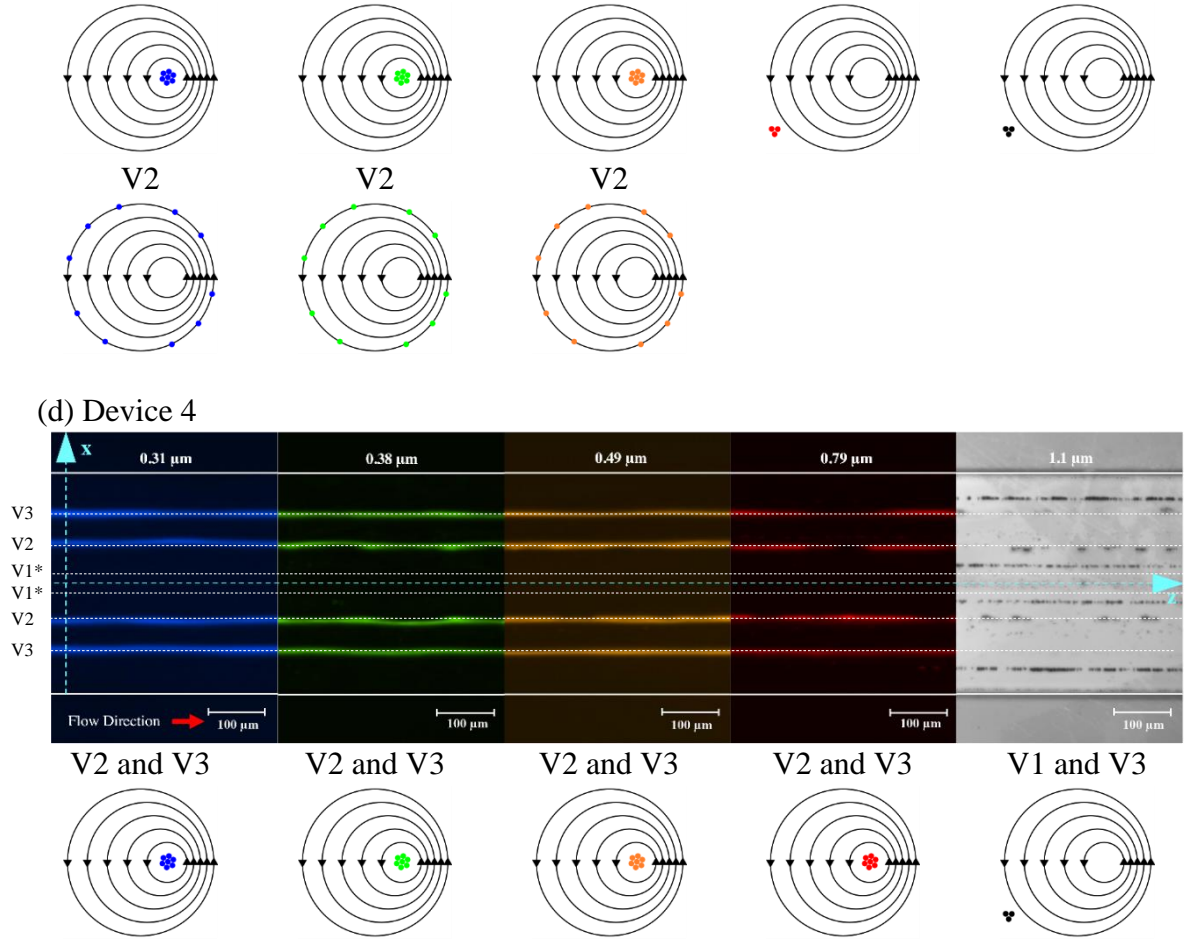 V2 V2 V2
(d) Device 4
x
0.31 µm 0.38 µm 0.49 µm 0.79 µm 1.1 µm
V3
V2
V1*
V1*
z
V2
V3
Flow Direction 100 µm 100 µm 100 µm 100 µm 100 µm
V2 and V3 V2 and V3 V2 and V3 V2 and V3 V1 and V3